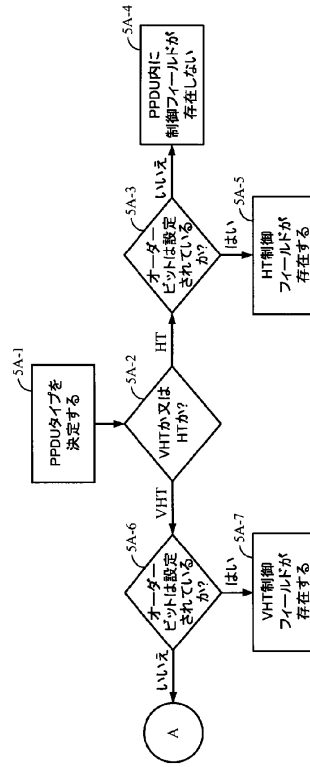 5A-1
PPDUタイプを
決定する
5A-2
VHTか又は
HTか?
HT
5A-3
オーダー
ビットは設定
されている
か?
いいえ
5A-4
PPDU内に
制御フィールドが
存在しない
はい
5A-5
HT制御
フィールドが
存在する
VHT
5A-6
オーダー
ビットは設定
されている
か?
はい
5A-7
VHT制御
フィールドが
存在する
いいえ
A